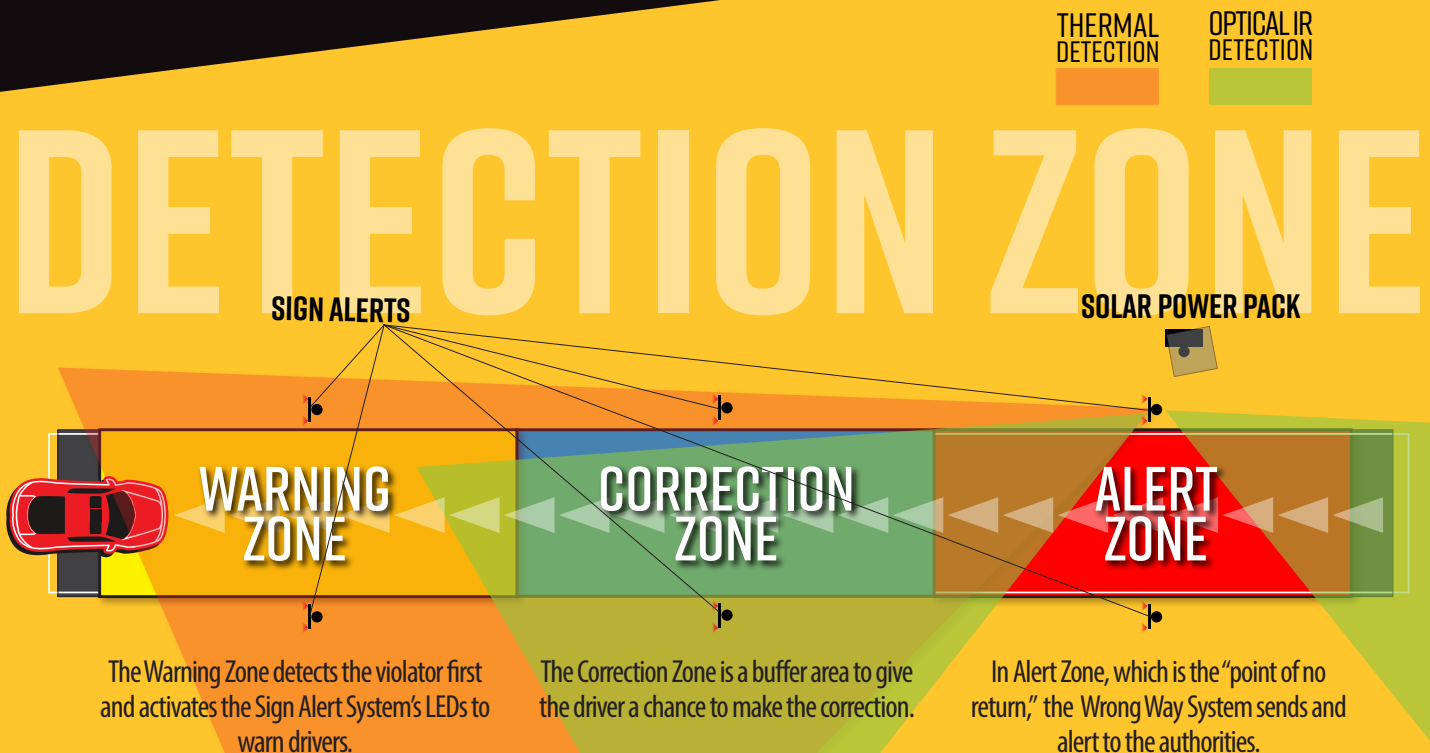 THERMAL
DETECTION
OPTICAL IR
DETECTION
DETECTION ZONE
SIGN ALERTS
SOLAR POWER PACK
WARNING
ZONE
CORRECTION
ZONE
ALERT
ZONE
The Warning Zone detects the violator first
and activates the Sign Alert System’s LEDs to
warn drivers.
The Correction Zone is a buffer area to give
the driver a chance to make the correction.
In Alert Zone, which is the “point of no
return,” the Wrong Way System sends and
alert to the authorities.